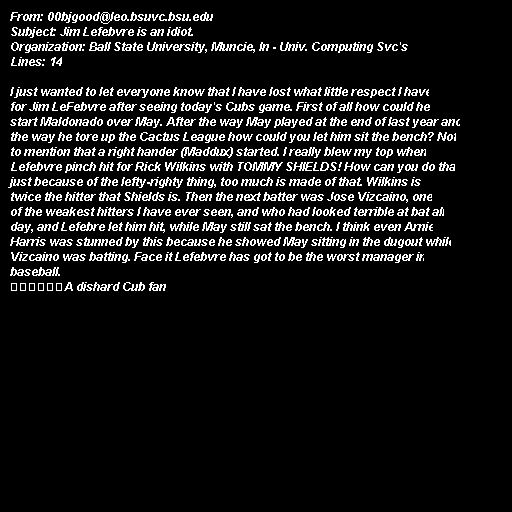 From: 00bjgood@leo.bsuvc.bsu.edu
Subject: Jim Lefebvre is an idiot.
Organization: Ball State University, Muncie, In - Univ. Computing Svc's
Lines: 14

I just wanted to let everyone know that I have lost what little respect I have
for Jim LeFebvre after seeing today's Cubs game. First of all how could he
start Maldonado over May. After the way May played at the end of last year and
the way he tore up the Cactus League how could you let him sit the bench? Not
to mention that a right hander (Maddux) started. I really blew my top when
Lefebvre pinch hit for Rick Wilkins with TOMMY SHIELDS! How can you do tha
just because of the lefty-righty thing, too much is made of that. Wilkins is
twice the hitter that Shields is. Then the next batter was Jose Vizcaino, one
of the weakest hitters I have ever seen, and who had looked terrible at bat all
day, and Lefebre let him hit, while May still sat the bench. I think even Arnie
Harris was stunned by this because he showed May sitting in the dugout while
Vizcaino was batting. Face it Lefebvre has got to be the worst manager in
baseball.
A dishard Cub fan